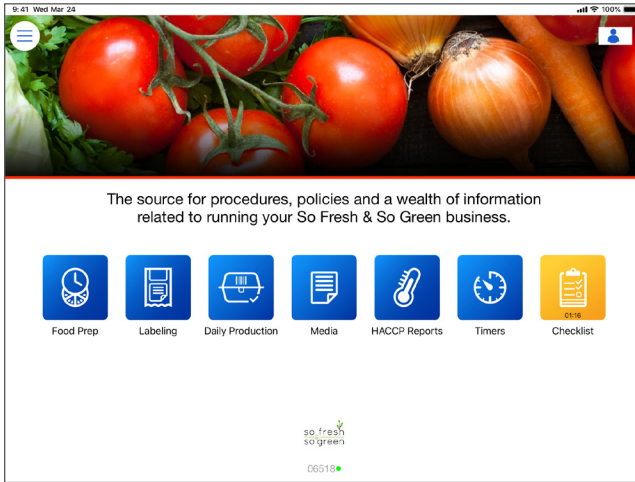 9:41 Wed Mar 24
100%
The source for procedures, policies and a wealth of information
related to running your So Fresh & So Green business.
01:16
Food Prep Labeling Daily Production Media HACCP Reports Timers Checklist
so fresh
so green
06518